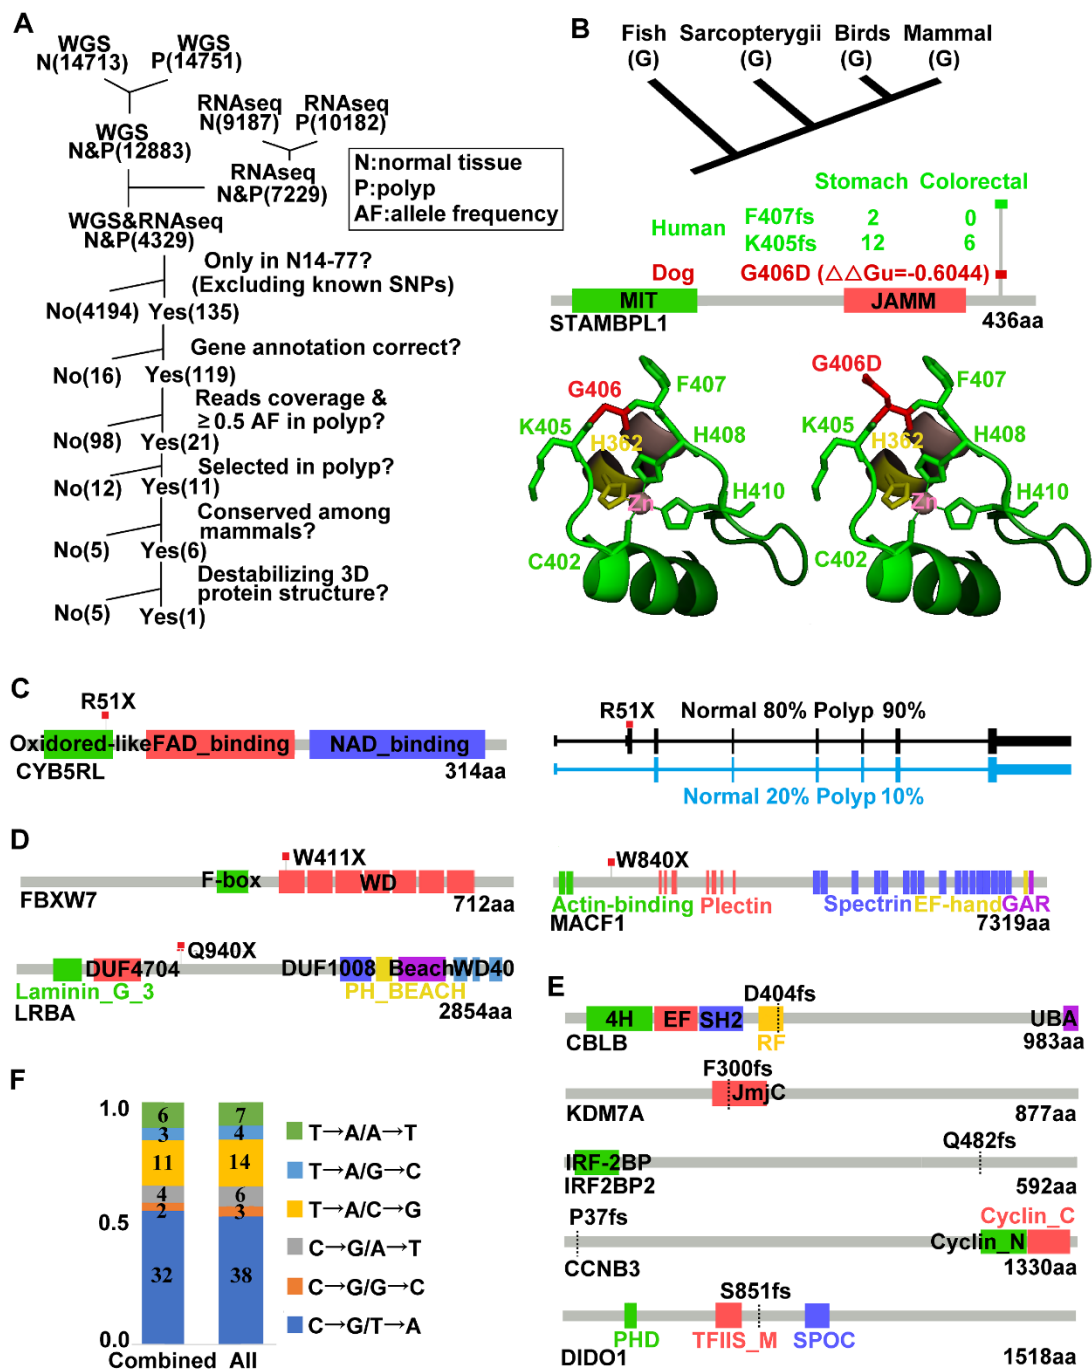 A
WGS
N(14713)
WGS
P(14751)
RNAseq
N(9187)
RNAseq
P(10182)
WGS
N&P(12883)
RNAseq
N&P(7229)
N:normal tissue
P:polyp
AF:allele frequency
WGS&RNAseq
N&P(4329)
Only in N14-77?
(Excluding known SNPs)
No(4194) Yes(135)
Gene annotation correct?
No(16) Yes(119)
Reads coverage &
≥0.5 AF in polyp?
No(98) Yes(21)
Selected in polyp?
No(12) Yes(11)
Conserved among
mammals?
No(5) Yes(6)
Destabilizing 3D
protein structure?
No(5) Yes(1)
B
Fish Sarcopterygii Birds Mammal
(G) (G) (G) (G)
Stomach Colorectal
Human
F407fs 2 0
K405fs 12 6
Dog G406D (△△Gu=-0.6044)
MIT JAMM
STAMBPL1 436aa
G406
F407
K405
H362
H408
Zn
H410
C402
G406D
F407
K405
H362
H408
Zn
H410
C402
C
R51X
Oxidored-like FAD_binding NAD_binding
CYB5RL 314aa
R51X Normal 80% Polyp 90%
Normal 20% Polyp 10%
D
W411X
F-box WD
FBXW7 712aa
W840X
Actin-binding Plectin Spectrin EF-hand GAR
MACF1 7319aa
Q940X
DUF4704 DUF1008 Beach WD40
Laminin_G_3 PH_BEACH
LRBA 2854aa
E
D404fs
4H EF SH2 RF UBA
CBLB 983aa
F300fs
JmjC
KDM7A 877aa
Q482fs
IRF-2BP
IRF2BP2 592aa
P37fs Cyclin_C
Cyclin_N
CCNB3 1330aa
S851fs
PHD TFIIS_M SPOC
DIDO1 1518aa
F
1.0
0.5
0.0
6
3
11
4
2
32
7
4
14
6
3
38
Combined All
T→A/A→T
T→A/G→C
T→A/C→G
C→G/A→T
C→G/G→C
C→G/T→A